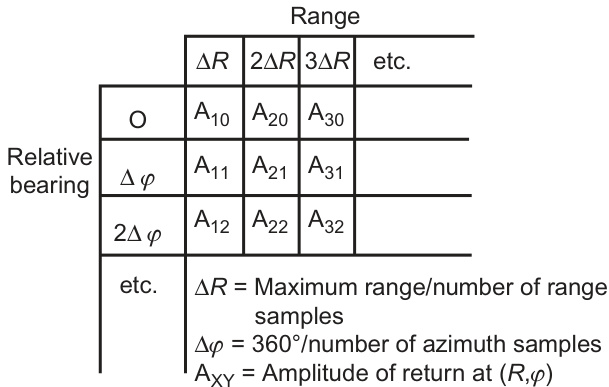 Range
ΔR 2ΔR 3ΔR etc.
O A10 A20 A30
Relative bearing
Δφ A11 A21 A31
2Δφ A12 A22 A32
etc.
ΔR = Maximum range/number of range
samples
Δφ = 360°/number of azimuth samples
AXY = Amplitude of return at (R,φ)